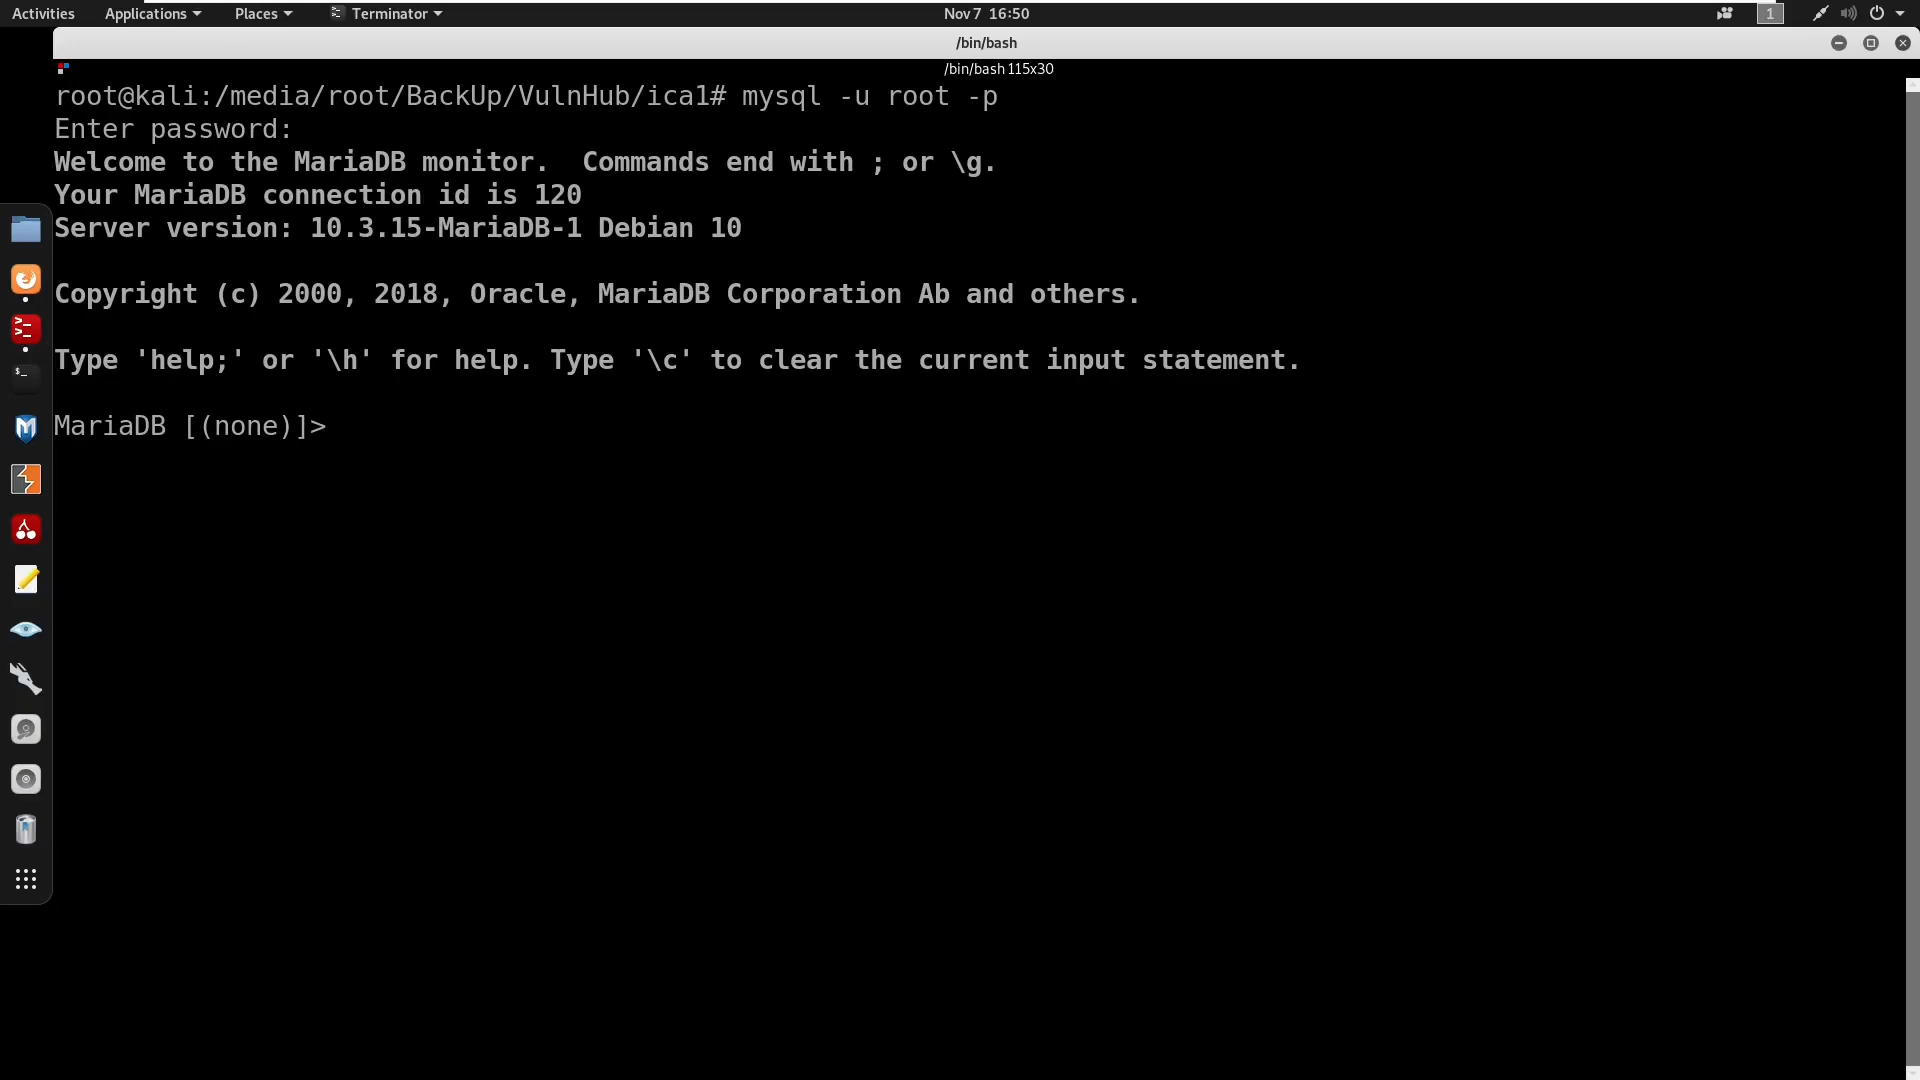 Activities Applications Places Terminator Nov 7 16:50 1
/bin/bash
/bin/bash 115x30
root@kali:/media/root/BackUp/VulnHub/ica1# mysql -u root -p
Enter password:
Welcome to the MariaDB monitor.  Commands end with ; or \g.
Your MariaDB connection id is 120
Server version: 10.3.15-MariaDB-1 Debian 10
Copyright (c) 2000, 2018, Oracle, MariaDB Corporation Ab and others.
Type 'help;' or '\h' for help. Type '\c' to clear the current input statement.
MariaDB [(none)]>